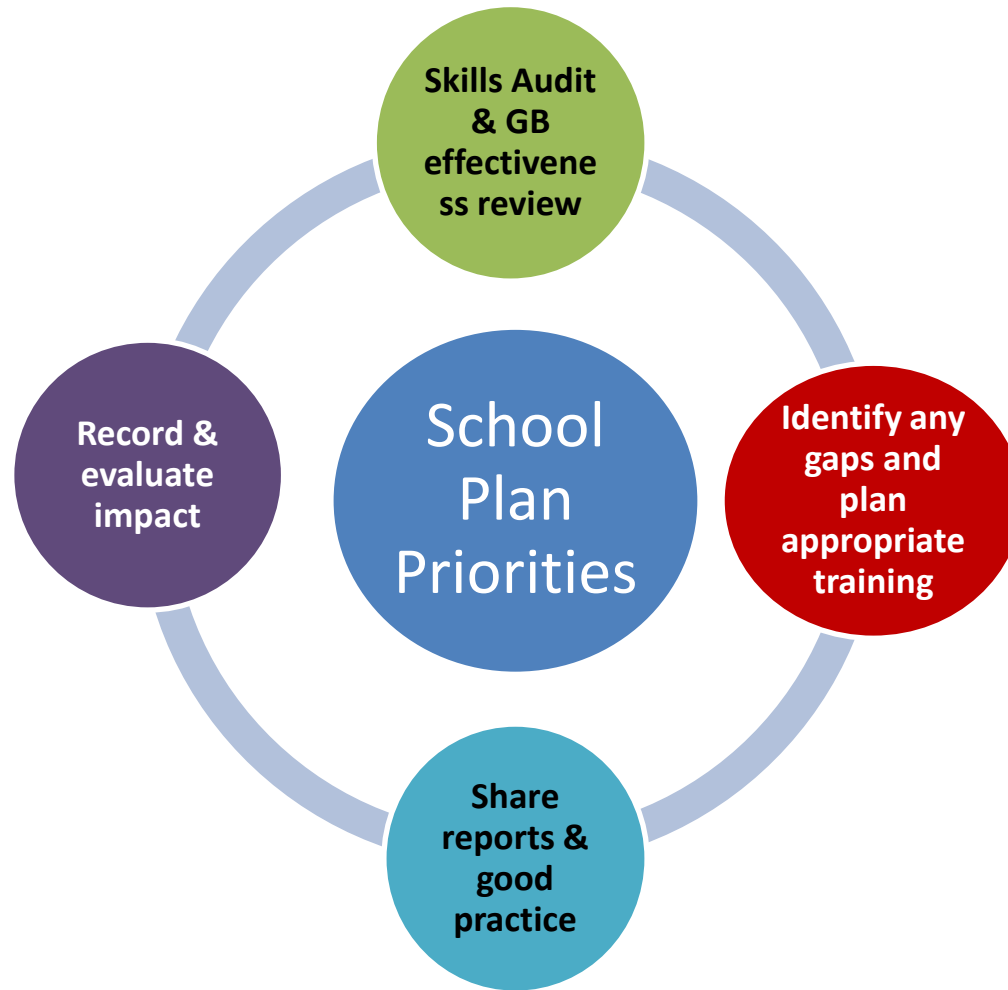 Skills Audit
& GB
effectivene
ss review
Identify any
gaps and
plan
appropriate
training
Share
reports &
good
practice
Record &
evaluate
impact
School
Plan
Priorities